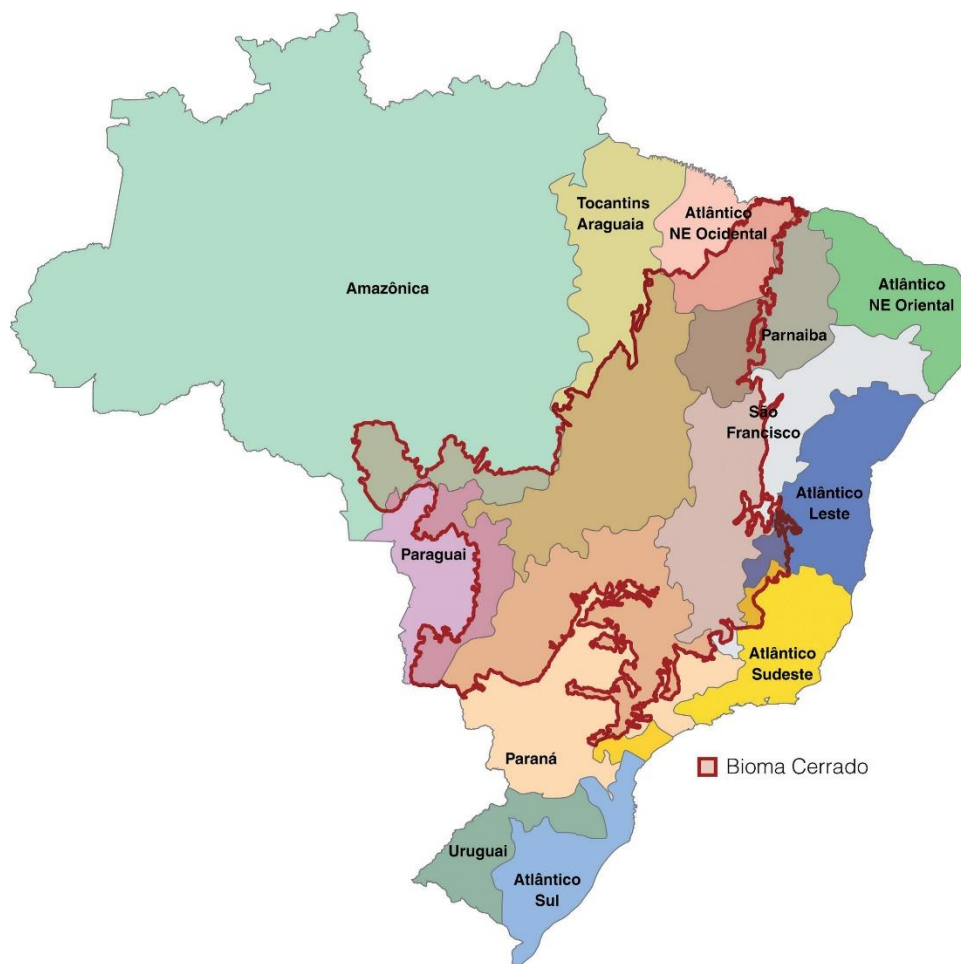 Tocantins
Araguaia
Atlântico
NE Ocidental
Amazônica
Atlântico
NE Oriental
Parnaiba
São
Francisco
Atlântico
Leste
Paraguai
Atlântico
Sudeste
Paraná
Bioma Cerrado
Uruguai
Atlântico
Sul